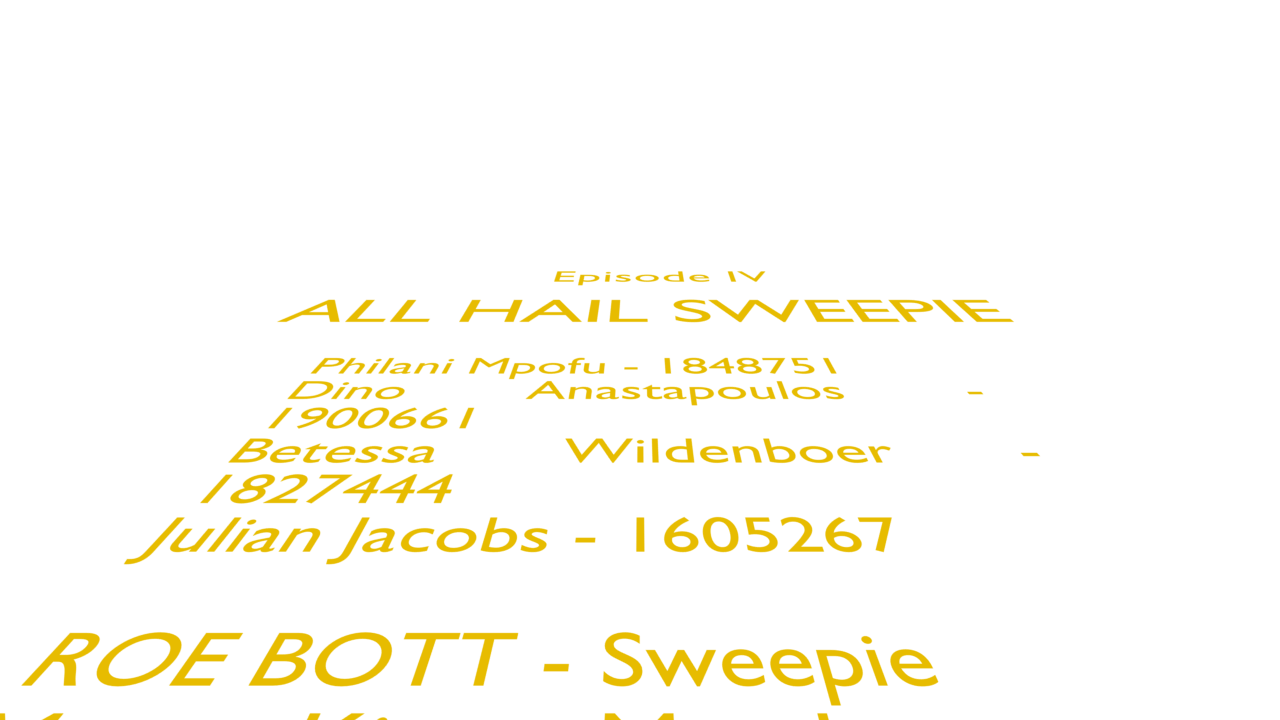 Episode IV
ALL HAIL SWEEPIE
Philani Mpofu - 1848751
Dino Anastapoulos -
1900661
Betessa Wildenboer -
1827444
Julian Jacobs - 1605267
ROE BOTT - Sweepie